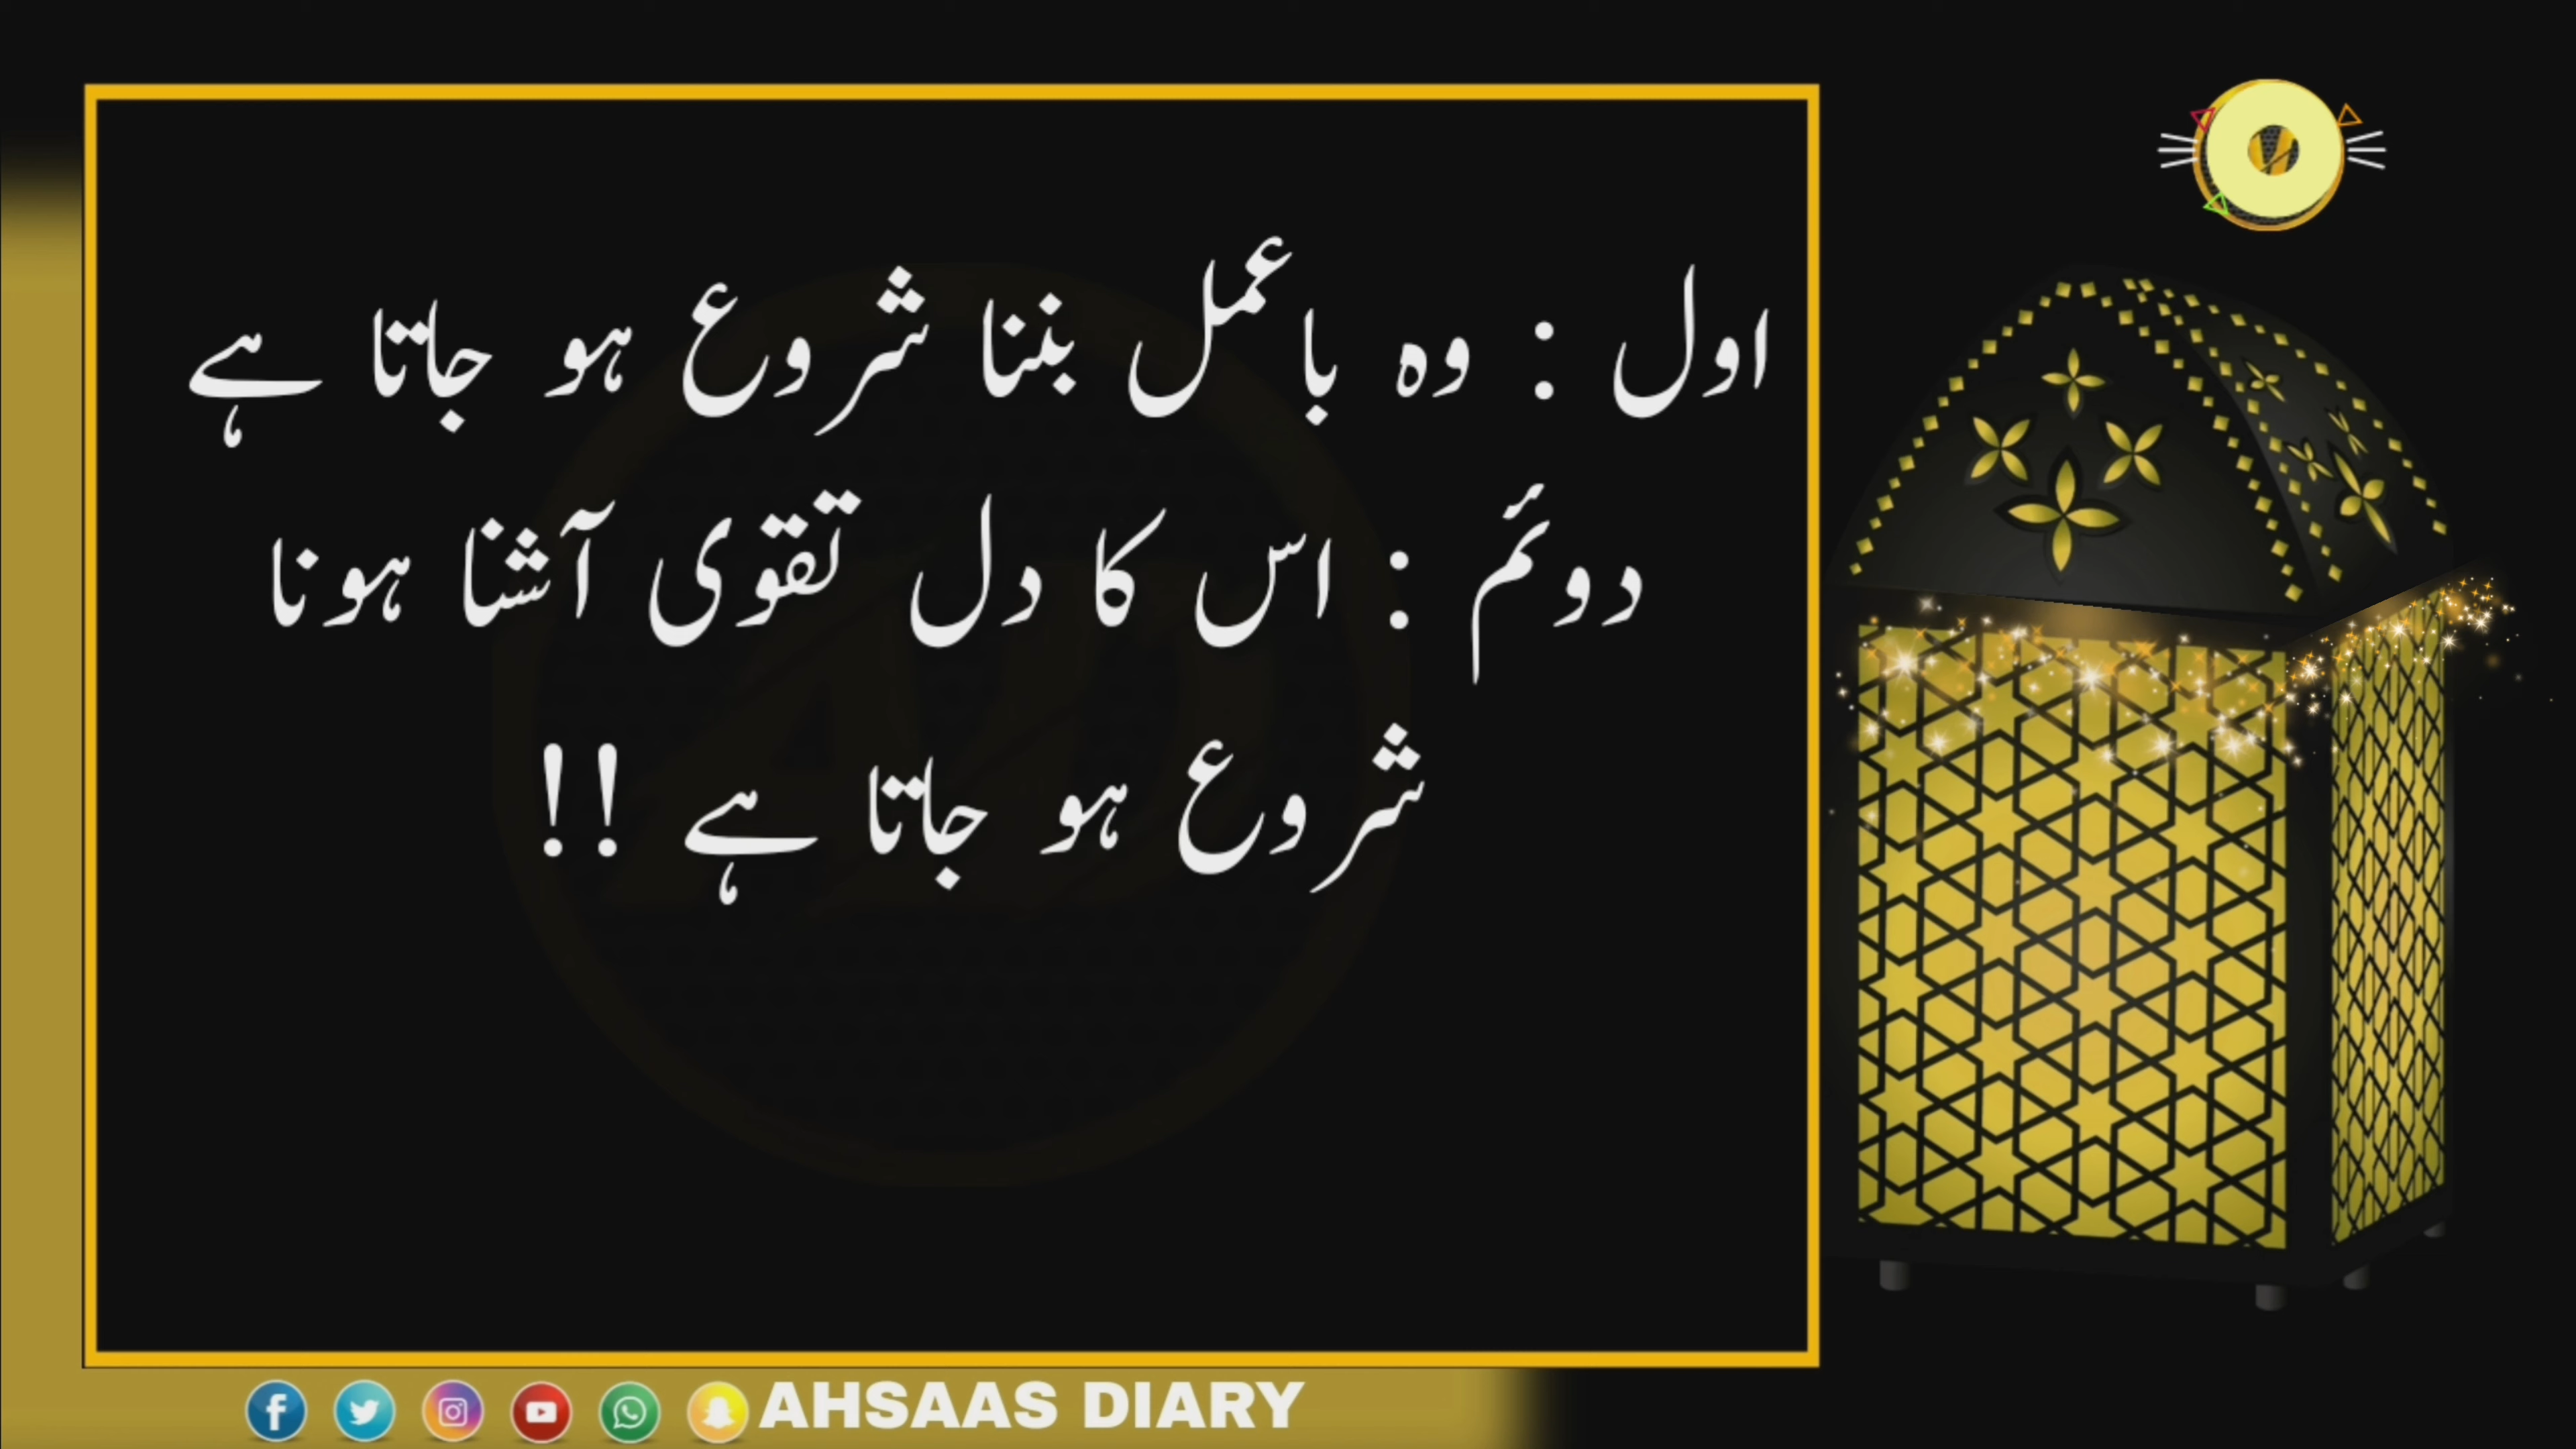 اول : وہ باعمل بننا شروع ہو جاتا ہے
دوئم : اس کا دل تقوی آشنا ہونا
شروع ہو جاتا ہے !!
AHSAAS DIARY